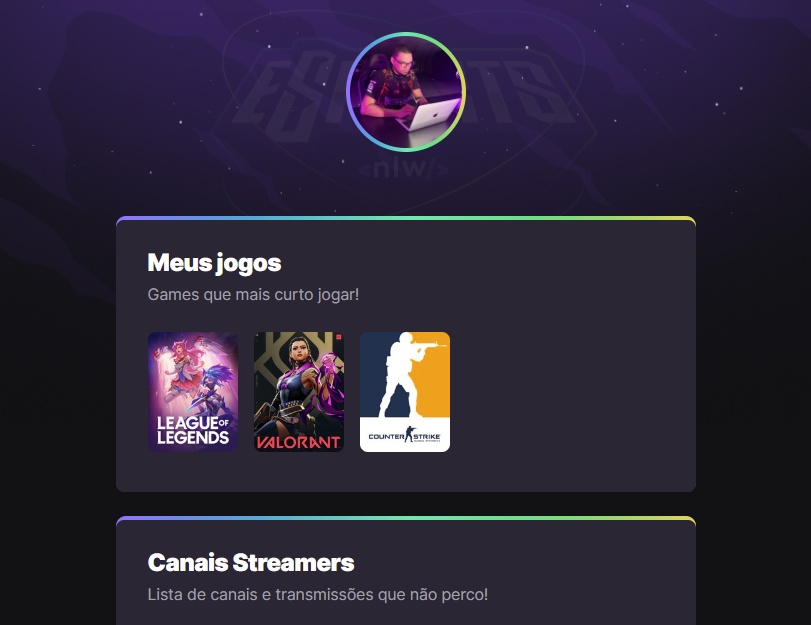 ESPORTS
<nlw/>
Meus jogos
Games que mais curto jogar!
LEAGUE OF
LEGENDS
VALORANT
COUNTER STRIKE
Canais Streamers
Lista de canais e transmissões que não perco!